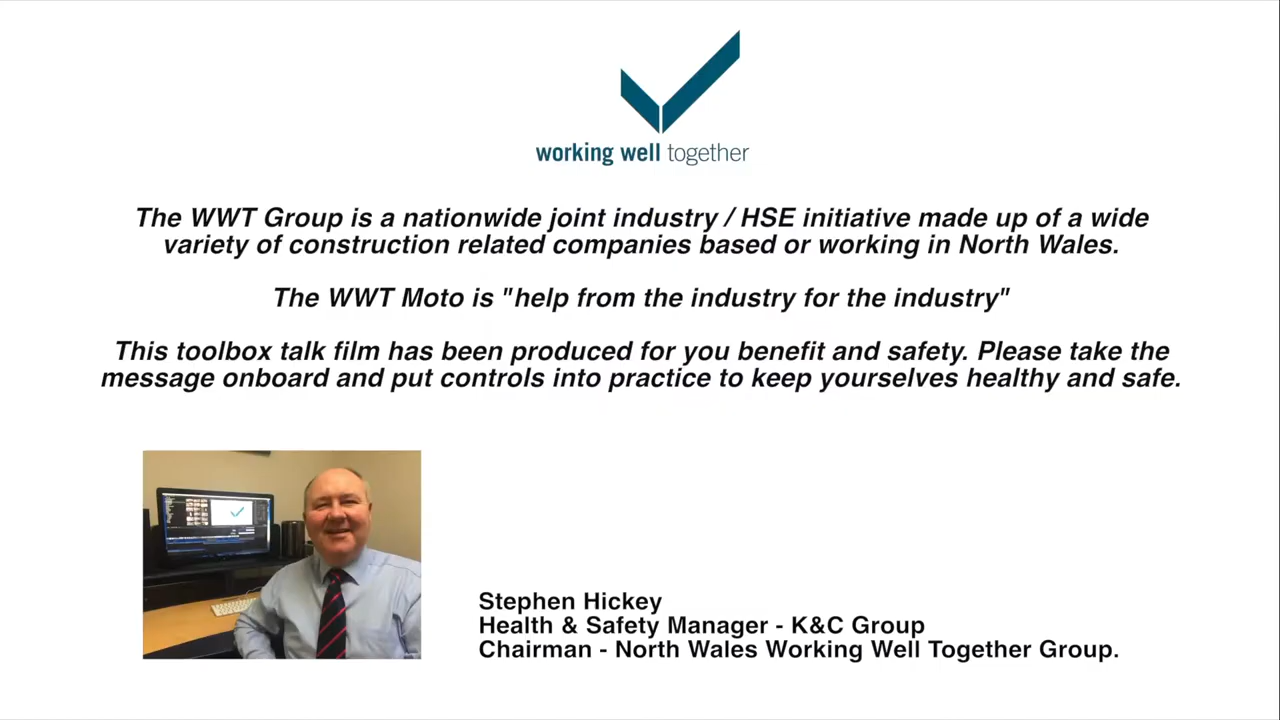 working well together
The WWT Group is a nationwide joint industry / HSE initiative made up of a wide
variety of construction related companies based or working in North Wales.
The WWT Moto is "help from the industry for the industry"
This toolbox talk film has been produced for you benefit and safety. Please take the
message onboard and put controls into practice to keep yourselves healthy and safe.
Stephen Hickey
Health & Safety Manager - K&C Group
Chairman - North Wales Working Well Together Group.